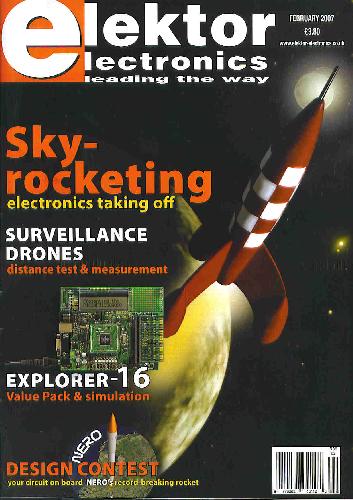 elektor
electronics
leading the way
FEBRUARY 2007
£3.80
www.elektor-electronics.co.uk
Sky-
rocketing
electronics taking off
SURVEILLANCE
DRONES
distance test & measurement
EXPLORER-16
Value Pack & simulation
NERO
DESIGN CONTEST
your circuit on board NERO's record-breaking rocket